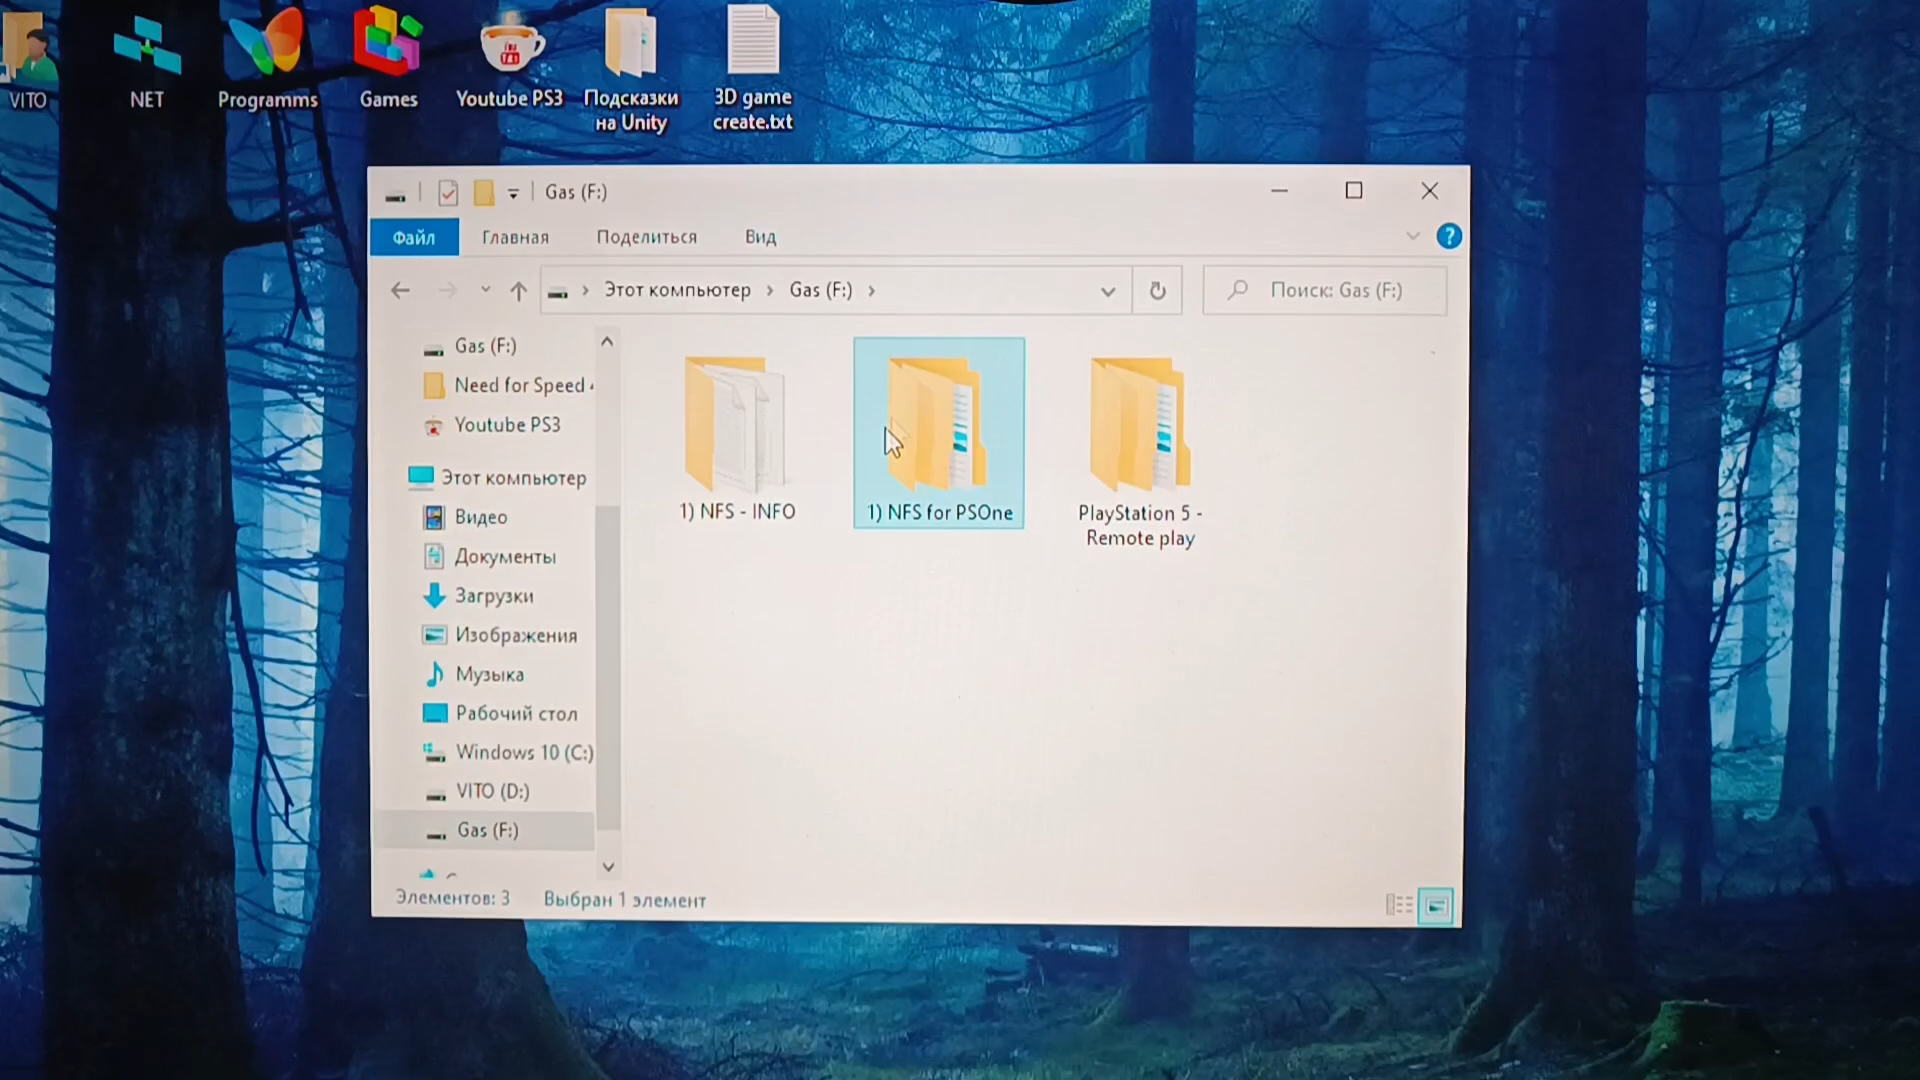 VITO
NET
Programms
Games
Youtube PS3
Подсказки
на Unity
3D game
create.txt
Gas (F:)
Файл
Главная
Поделиться
Вид
?
Этот компьютер
Gas (F:)
Поиск: Gas (F:)
Gas (F:)
Need for Speed
Youtube PS3
Этот компьютер
Видео
Документы
Загрузки
Изображения
Музыка
Рабочий стол
Windows 10 (C:)
VITO (D:)
Gas (F:)
1) NFS - INFO
1) NFS for PSOne
PlayStation 5 -
Remote play
Элементов: 3
Выбран 1 элемент